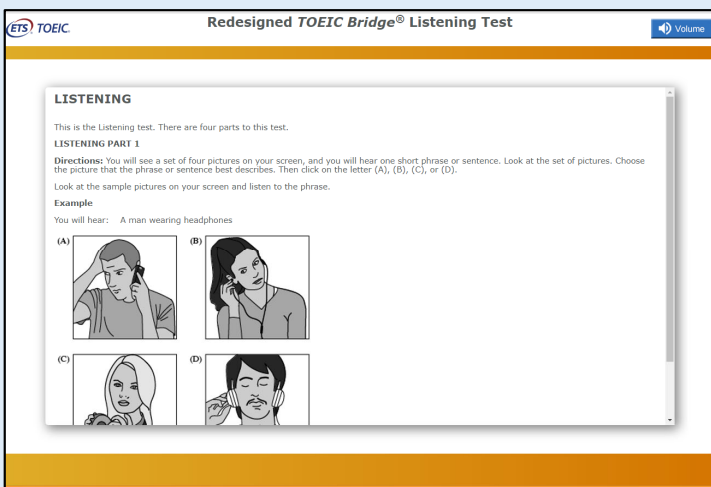 ETS TOEIC.
Redesigned TOEIC Bridge® Listening Test
Volume
LISTENING
This is the Listening test. There are four parts to this test.
LISTENING PART 1
Directions: You will see a set of four pictures on your screen, and you will hear one short phrase or sentence. Look at the set of pictures. Choose
the picture that the phrase or sentence best describes. Then click on the letter (A), (B), (C), or (D).
Look at the sample pictures on your screen and listen to the phrase.
Example
You will hear: A man wearing headphones
(A) (B)
(C) (D)